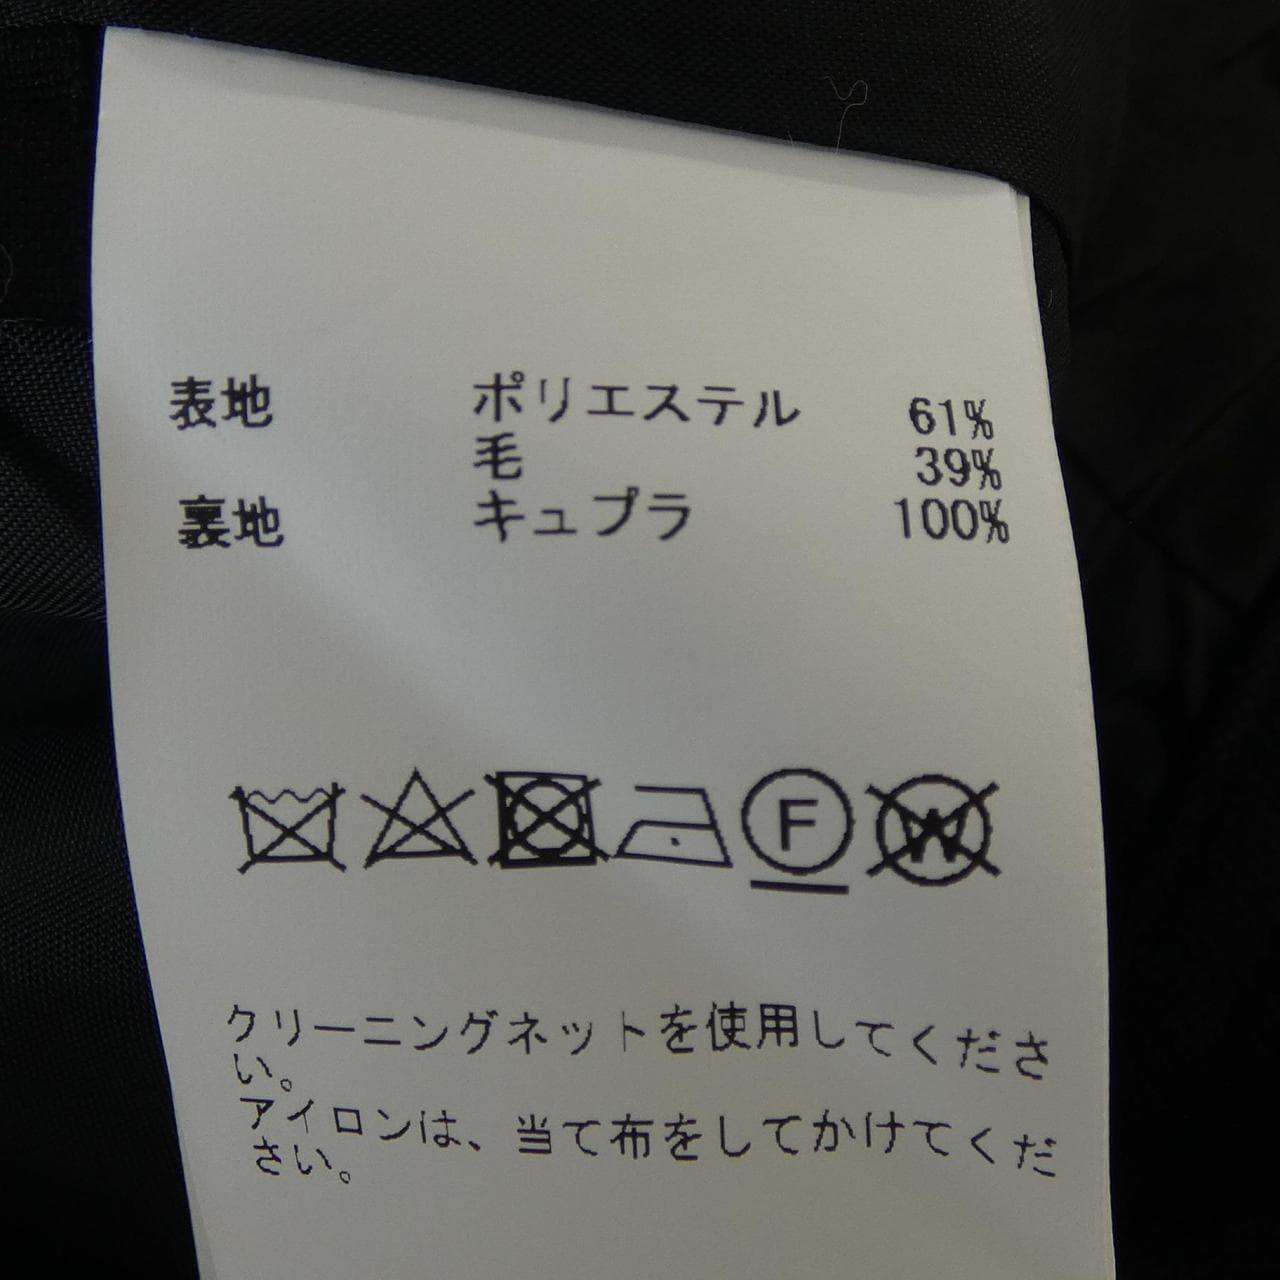 表地 ポリエステル 61%
毛 39%
裏地 キュプラ 100%
F
W
クリーニングネットを使用してくださ
い。
アイロンは、当て布をしてかけてくだ
さい。